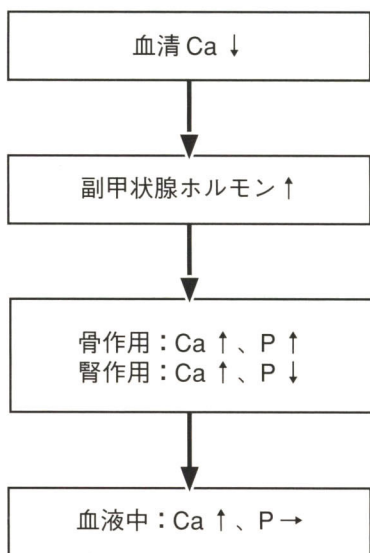 血清 Ca ↓
副甲状腺ホルモン↑
骨作用：Ca ↑、P ↑
腎作用：Ca ↑、P ↓
血液中：Ca ↑、P →